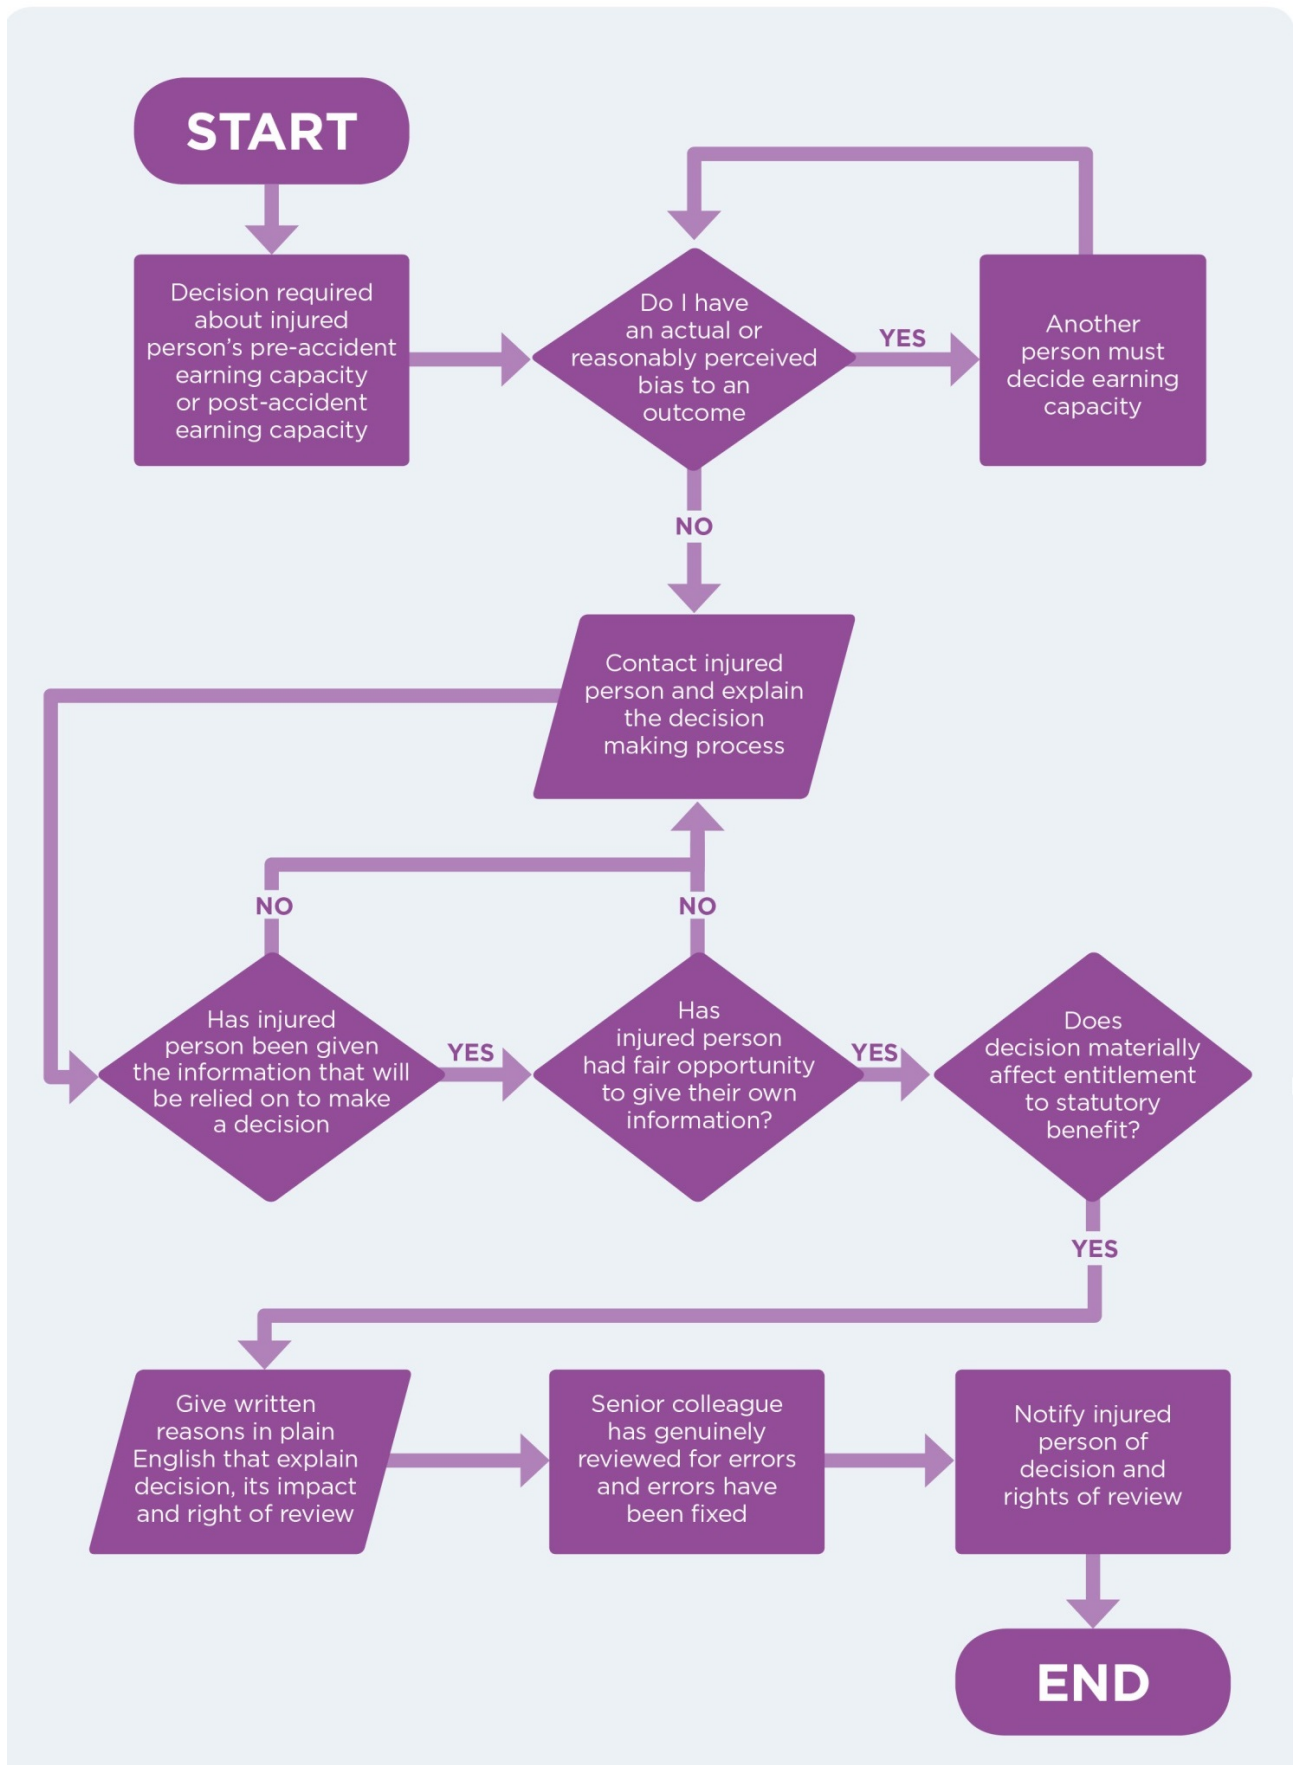 START
Decision required
about injured
person’s pre-accident
earning capacity
or post-accident
earning capacity
Do I have
an actual or
reasonably perceived
bias to an
outcome
YES
Another
person must
decide earning
capacity
NO
Contact injured
person and explain
the decision
making process
NO
NO
Has injured
person been given
the information that will
be relied on to make
a decision
YES
Has
injured person
had fair opportunity
to give their own
information?
YES
Does
decision materially
affect entitlement
to statutory
benefit?
YES
Give written
reasons in plain
English that explain
decision, its impact
and right of review
Senior colleague
has genuinely
reviewed for errors
and errors have
been fixed
Notify injured
person of
decision and
rights of review
END